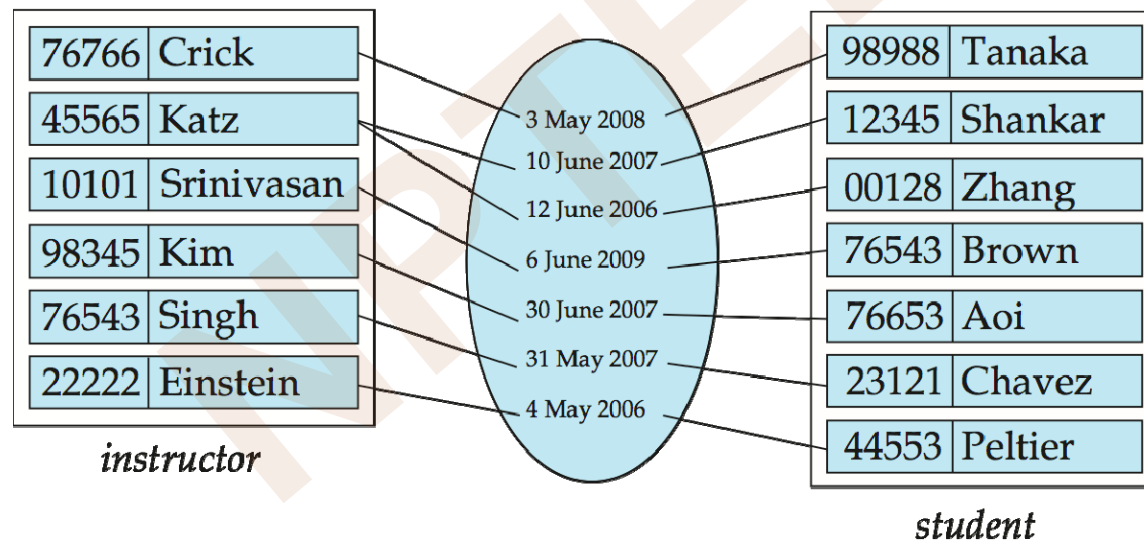 76766 Crick
45565 Katz
10101 Srinivasan
98345 Kim
76543 Singh
22222 Einstein
instructor
3 May 2008
10 June 2007
12 June 2006
6 June 2009
30 June 2007
31 May 2007
4 May 2006
98988 Tanaka
12345 Shankar
00128 Zhang
76543 Brown
76653 Aoi
23121 Chavez
44553 Peltier
student
NPTE